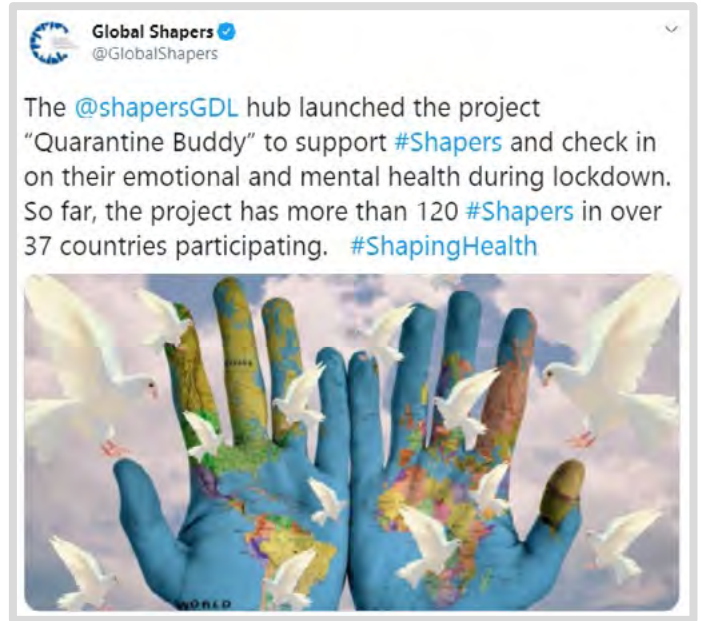 Global Shapers
@GlobalShapers
The @shapersGDL hub launched the project
“Quarantine Buddy” to support #Shapers and check in
on their emotional and mental health during lockdown.
So far, the project has more than 120 #Shapers in over
37 countries participating. #ShapingHealth
WORLD